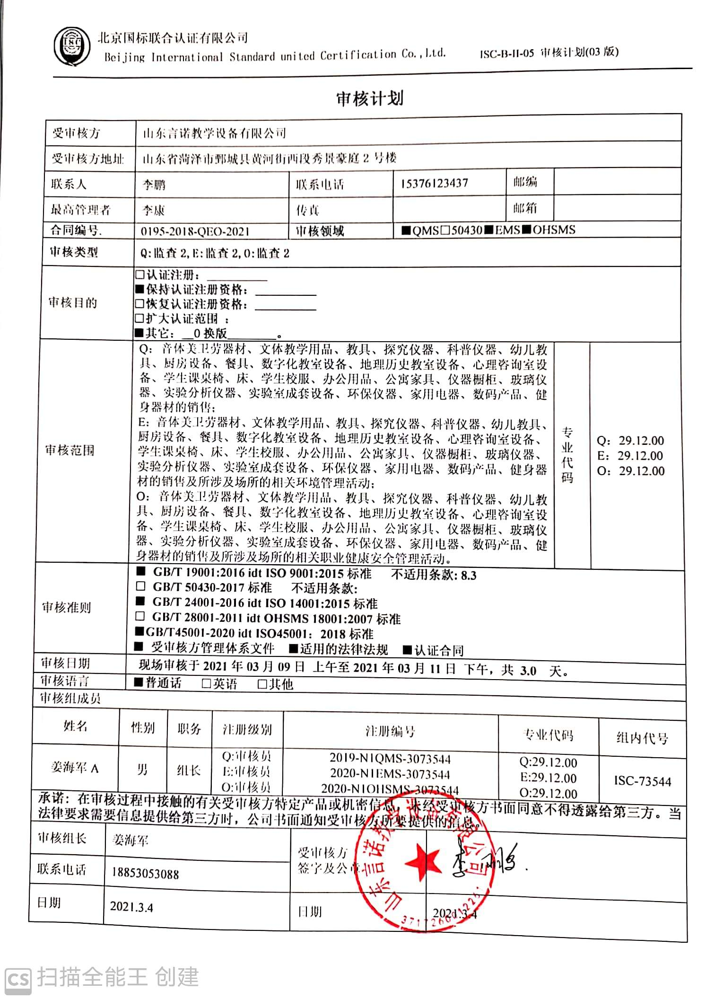 ISC
北京国标联合认证有限公司
Beijing International Standard united Certification Co.,Ltd.
ISC-B-II-05 审核计划(03 版)
审核计划
受审核方 山东言诺教学设备有限公司
受审核方地址 山东省菏泽市鄄城县黄河街西段秀景豪庭 2 号楼
联系人 李鹏 联系电话 15376123437 邮编
最高管理者 李康 传真 邮箱
合同编号. 0195-2018-QEO-2021 审核领域 ■QMS□50430■EMS■OHSMS
审核类型 Q:监查 2,E:监查 2,O:监查 2
审核目的
□认证注册：
■保持认证注册资格：
□恢复认证注册资格：
□扩大认证范围 ：
■其它： O 换版 。
审核范围
Q：音体美卫劳器材、文体教学用品、教具、探究仪器、科普仪器、幼儿教
具、厨房设备、餐具、数字化教室设备、地理历史教室设备、心理咨询室设
备、学生课桌椅、床、学生校服、办公用品、公寓家具、仪器橱柜、玻璃仪
器、实验分析仪器、实验室成套设备、环保仪器、家用电器、数码产品、健
身器材的销售;
E：音体美卫劳器材、文体教学用品、教具、探究仪器、科普仪器、幼儿教具、
厨房设备、餐具、数字化教室设备、地理历史教室设备、心理咨询室设备、
学生课桌椅、床、学生校服、办公用品、公寓家具、仪器橱柜、玻璃仪器、
实验分析仪器、实验室成套设备、环保仪器、家用电器、数码产品、健身器
材的销售及所涉及场所的相关环境管理活动;
O：音体美卫劳器材、文体教学用品、教具、探究仪器、科普仪器、幼儿教
具、厨房设备、餐具、数字化教室设备、地理历史教室设备、心理咨询室设
备、学生课桌椅、床、学生校服、办公用品、公寓家具、仪器橱柜、玻璃仪
器、实验分析仪器、实验室成套设备、环保仪器、家用电器、数码产品、健
身器材的销售及所涉及场所的相关职业健康安全管理活动。
专
业
代
码
Q：29.12.00
E：29.12.00
O：29.12.00
审核准则
■ GB/T 19001:2016 idt ISO 9001:2015 标准 不适用条款: 8.3
□ GB/T 50430-2017 标准 不适用条款:
■ GB/T 24001-2016 idt ISO 14001:2015 标准
□ GB/T 28001-2011 idt OHSMS 18001:2007 标准
■GB/T45001-2020 idt ISO45001：2018 标准
■ 受审核方管理体系文件 ■适用的法律法规 ■认证合同
审核日期 现场审核于 2021 年 03 月 09 日 上午至 2021 年 03 月 11 日 下午，共 3.0 天。
审核语言 ■普通话 □英语 □其他
审核组成员
姓名 性别 职务 注册级别 注册编号 专业代码 组内代号
姜海军 A 男 组长
Q:审核员 2019-N1QMS-3073544 Q:29.12.00
E:审核员 2020-N1EMS-3073544 E:29.12.00
O:审核员 2020-N1OHSMS-3073544 O:29.12.00
ISC-73544
承诺：在审核过程中接触的有关受审核方特定产品或机密信息，未经受审核方书面同意不得透露给第三方。当
法律要求需要信息提供给第三方时，公司书面通知受审核方所要提供的信息。
审核组长 姜海军
受审核方
签字及公章
李鹏.
联系电话 18853053088
日期 2021.3.4 日期 2021.3.4
山东言诺教学设备有限公司
3717260012251
CS 扫描全能王 创建